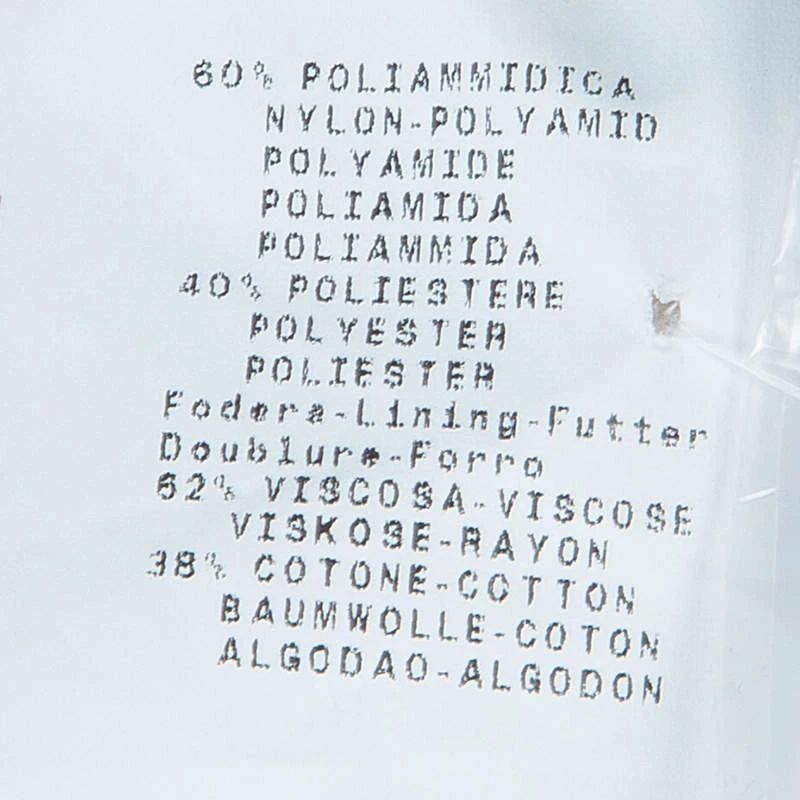 60% POLIAMMIDICA
NYLON-POLYAMID
POLYAMIDE
POLIAMIDA
POLIAMMIDA
40% POLIESTERE
POLYESTER
POLIESTER
Fodera-Lining-Futter
Doublure-Forro
62% VISCOSA-VISCOSE
VISKOSE-RAYON
38% COTONE-COTTON
BAUMWOLLE-COTON
ALGODAO-ALGODON